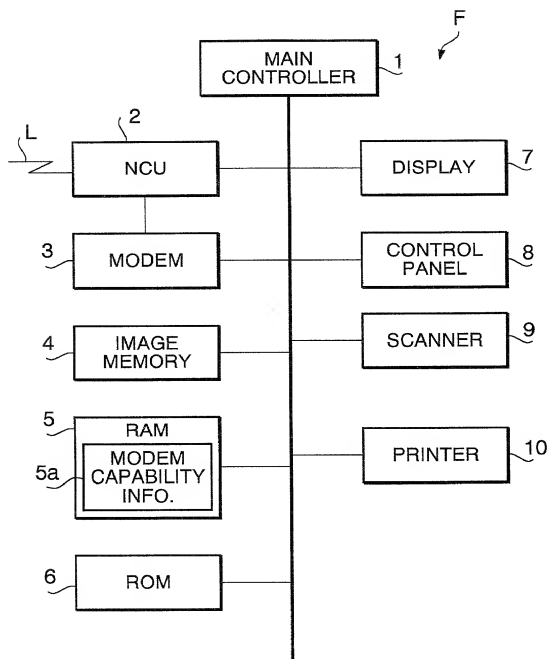 F
MAIN
CONTROLLER
1
L
2
NCU
DISPLAY
7
3
MODEM
CONTROL
PANEL
8
4
IMAGE
MEMORY
SCANNER
9
5
RAM
5a
MODEM
CAPABILITY
INFO.
PRINTER
10
6
ROM